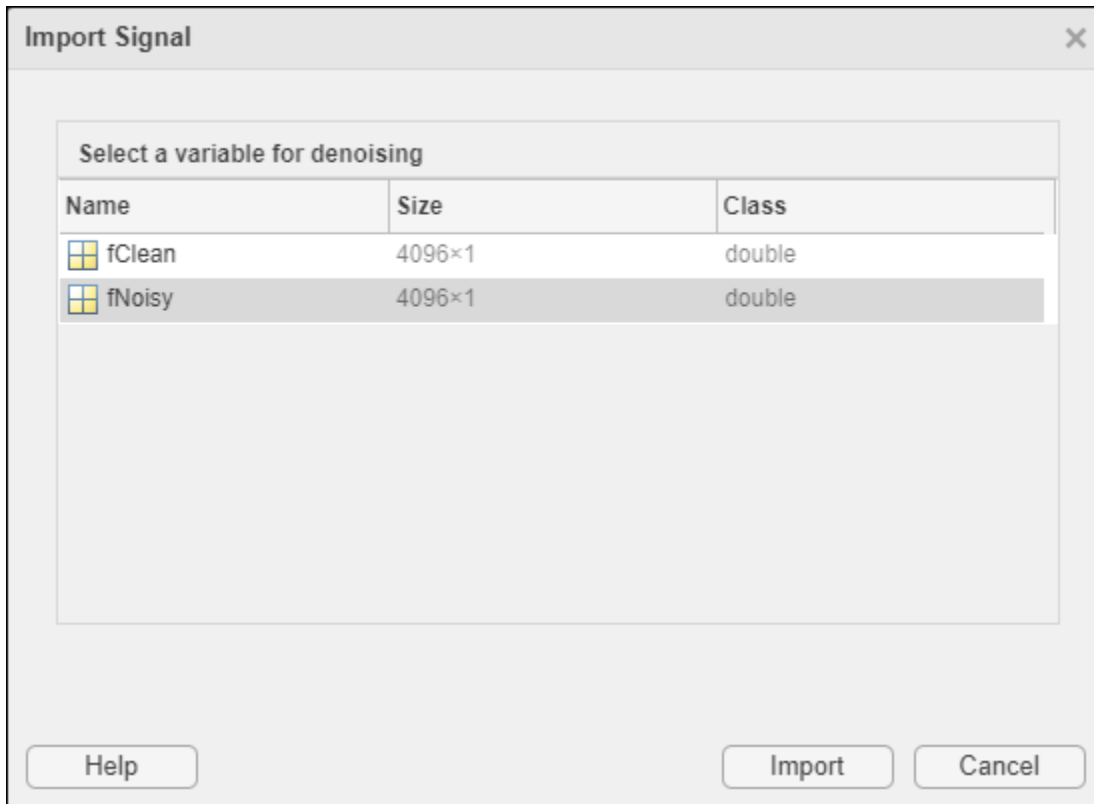 Import Signal
Select a variable for denoising
Name Size Class
fClean 4096×1 double
fNoisy 4096×1 double
Help Import Cancel